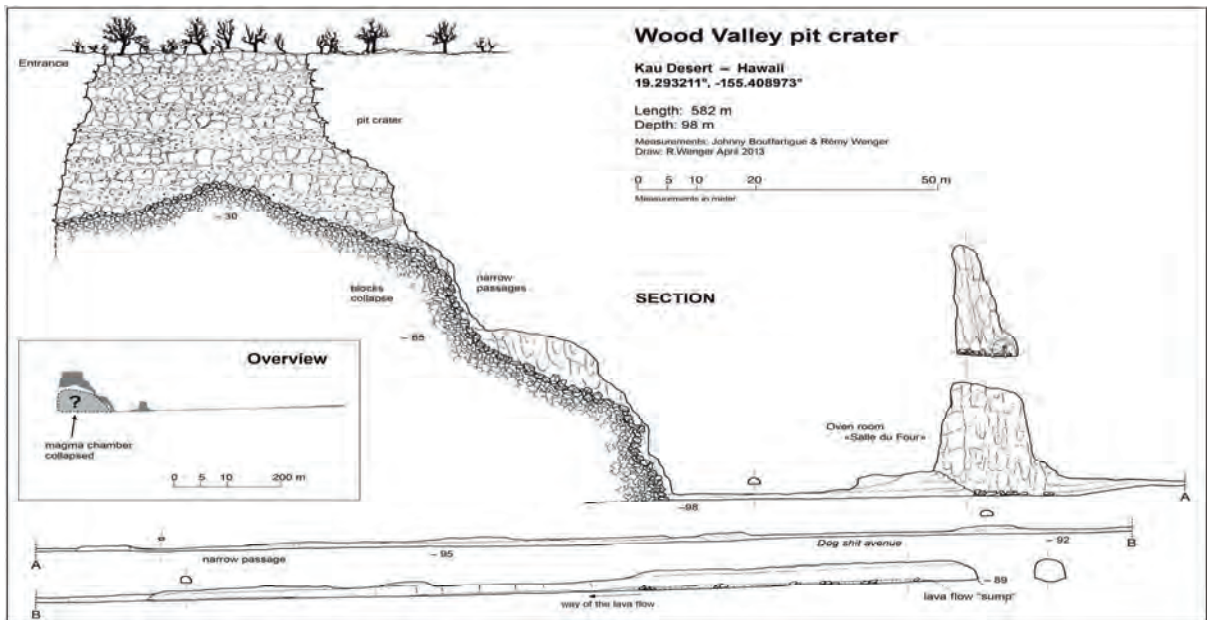 Wood Valley pit crater
Kau Desert – Hawaii
19.293211°, -155.408973°
Length: 582 m
Depth: 98 m
Measurements: Johnny Bouffartigue & Rémy Wenger
Draw: R.Wenger April 2013
0 5 10 20 50 m
Measurements in meter
Entrance
pit crater
- 30
blocks
collapse
narrow
passages
- 65
SECTION
Overview
?
magma chamber
collapsed
0 5 10 200 m
Oven room
«Salle du Four»
-98
A
A
narrow passage
- 95
Dog shit avenue
- 92
B
B
way of the lava flow
- 89
lava flow "sump"